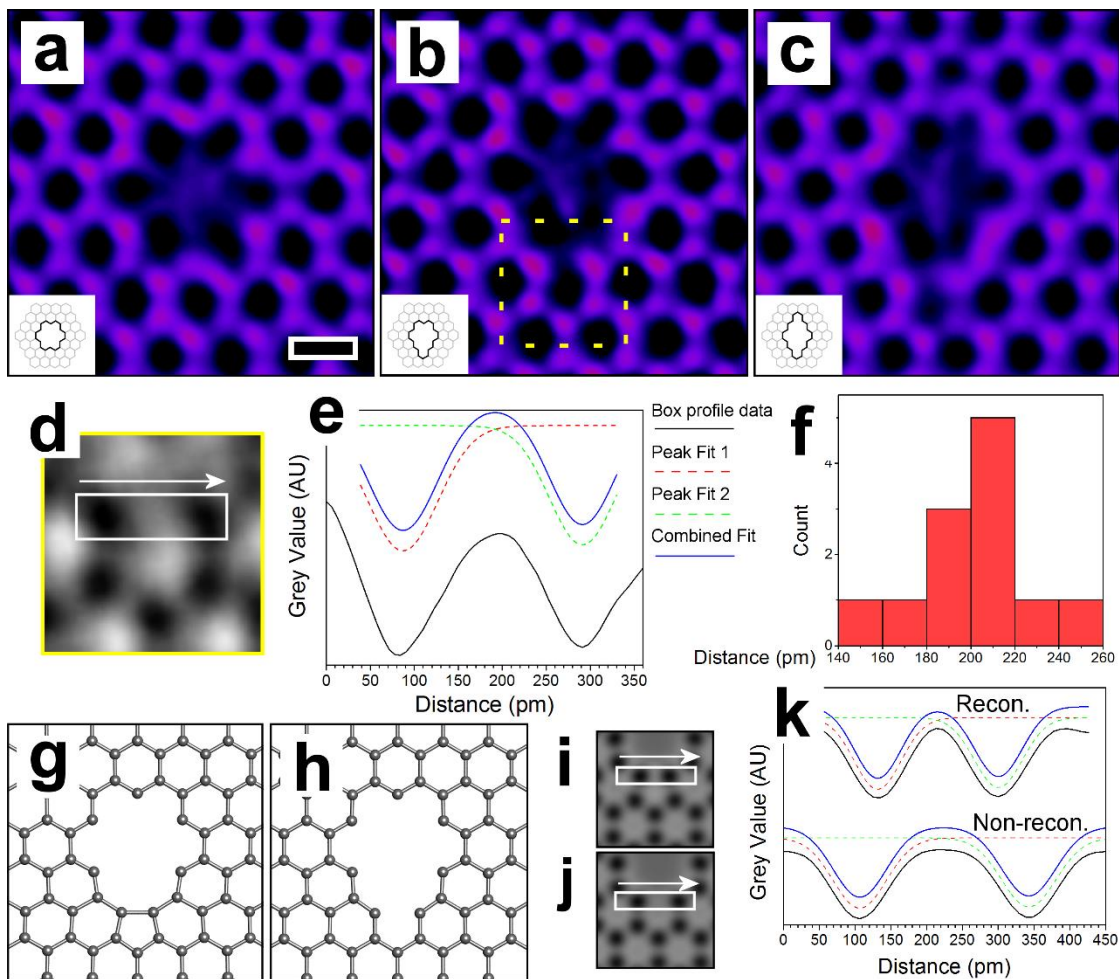 a
b
c
d
e
Grey Value (AU)
0 50 100 150 200 250 300 350
Distance (pm)
Box profile data
Peak Fit 1
Peak Fit 2
Combined Fit
f
Count
4
2
0
140 160 180 200 220 240 260
Distance (pm)
g
h
i
j
k
Recon.
Non-recon.
Grey Value (AU)
0 50 100 150 200 250 300 350 400 450
Distance (pm)